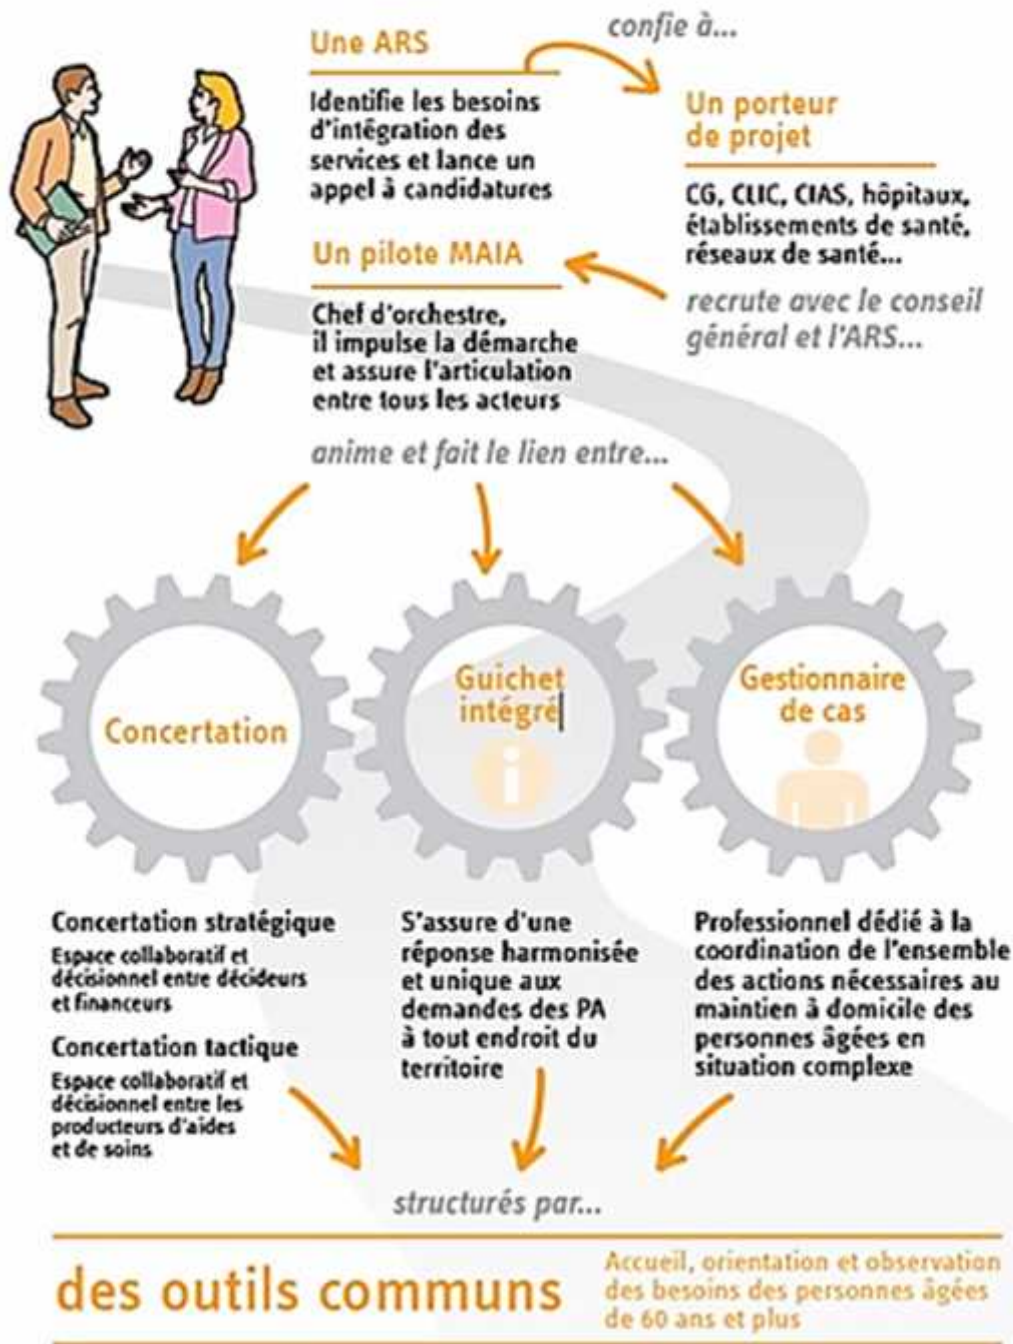 confie à...
Une ARS
Identifie les besoins
d'intégration des
services et lance un
appel à candidatures
Un porteur
de projet
CG, CLIC, CIAS, hôpitaux,
établissements de santé,
réseaux de santé...
recrute avec le conseil
général et l'ARS...
Un pilote MAIA
Chef d'orchestre,
il impulse la démarche
et assure l'articulation
entre tous les acteurs
anime et fait le lien entre...
Concertation
Guichet
intégré
i
Gestionnaire
de cas
Concertation stratégique
Espace collaboratif et
décisionnel entre décideurs
et financeurs
Concertation tactique
Espace collaboratif et
décisionnel entre les
producteurs d'aides
et de soins
S'assure d'une
réponse harmonisée
et unique aux
demandes des PA
à tout endroit du
territoire
Professionnel dédié à la
coordination de l'ensemble
des actions nécessaires au
maintien à domicile des
personnes âgées en
situation complexe
structurés par...
des outils communs
Accueil, orientation et observation
des besoins des personnes âgées
de 60 ans et plus